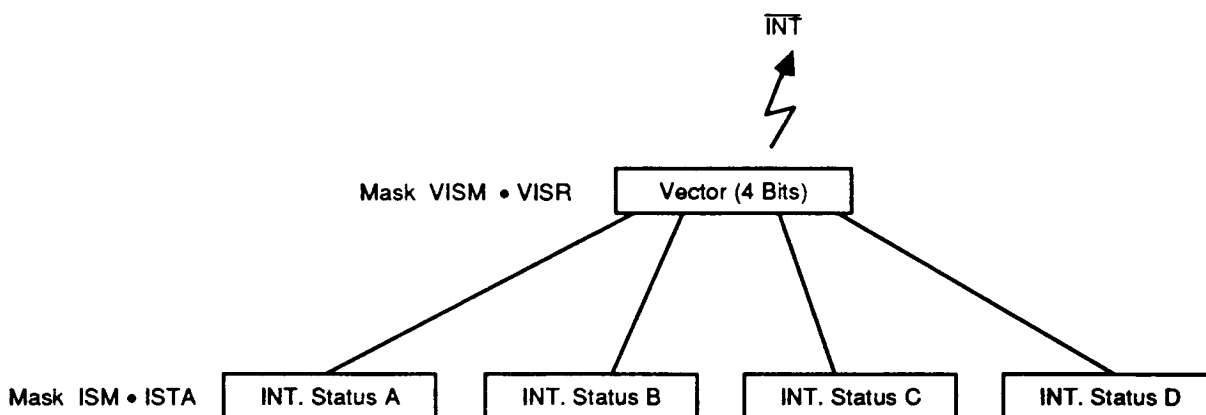 INT
Mask VISM • VISR Vector (4 Bits)
Mask ISM • ISTA INT. Status A INT. Status B INT. Status C INT. Status D